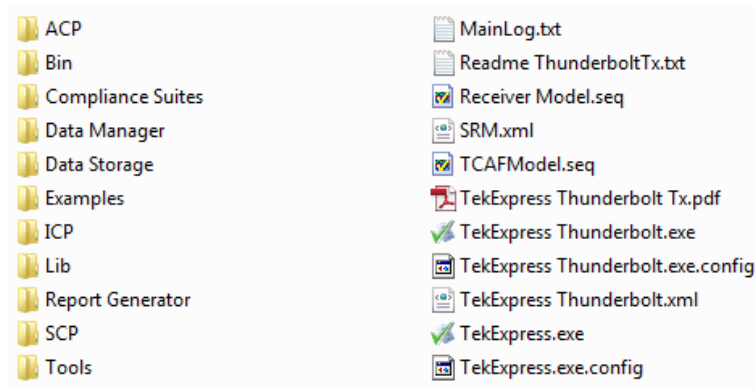 ACP
Bin
Compliance Suites
Data Manager
Data Storage
Examples
ICP
Lib
Report Generator
SCP
Tools
MainLog.txt
Readme ThunderboltTx.txt
Receiver Model.seq
SRM.xml
TCAFModel.seq
TekExpress Thunderbolt Tx.pdf
TekExpress Thunderbolt.exe
TekExpress Thunderbolt.exe.config
TekExpress Thunderbolt.xml
TekExpress.exe
TekExpress.exe.config